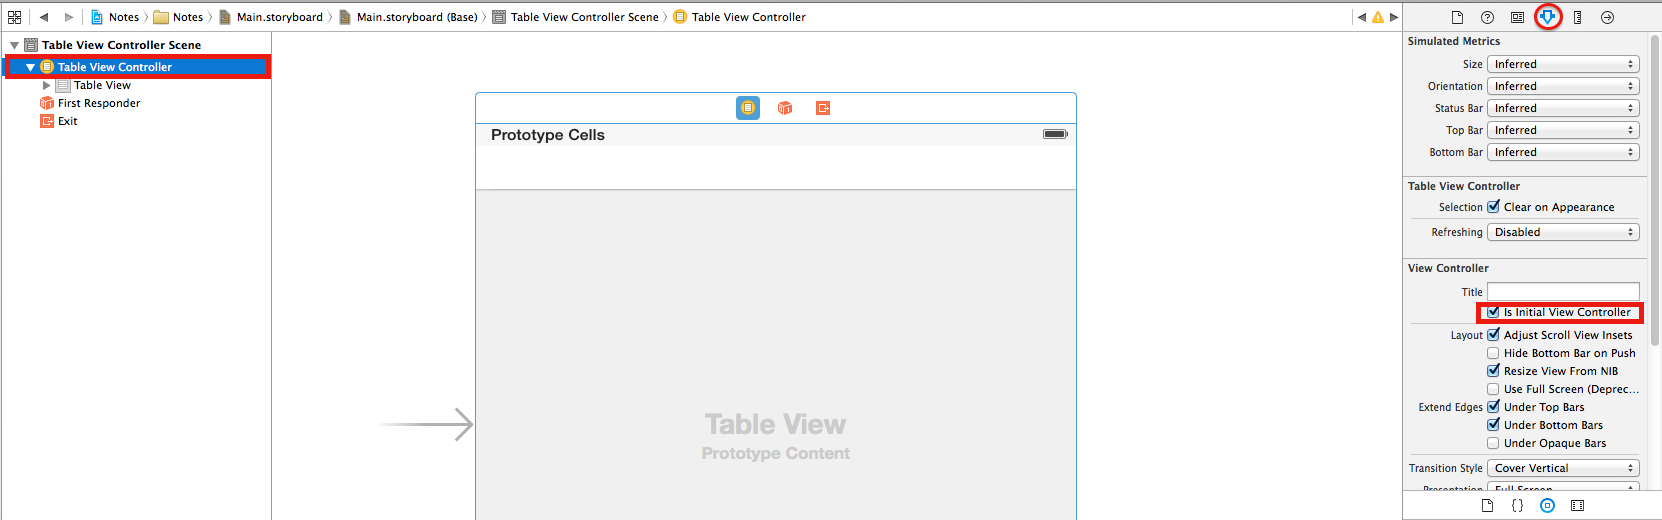 Notes Notes Main.storyboard Main.storyboard (Base) Table View Controller Scene Table View Controller
Table View Controller Scene
Table View Controller
Table View
First Responder
Exit
Prototype Cells
Table View
Prototype Content
Simulated Metrics
Size Inferred
Orientation Inferred
Status Bar Inferred
Top Bar Inferred
Bottom Bar Inferred
Table View Controller
Selection Clear on Appearance
Refreshing Disabled
View Controller
Title
Is Initial View Controller
Layout Adjust Scroll View Insets
Hide Bottom Bar on Push
Resize View From NIB
Use Full Screen (Deprec...
Extend Edges Under Top Bars
Under Bottom Bars
Under Opaque Bars
Transition Style Cover Vertical
Presentation Full Screen